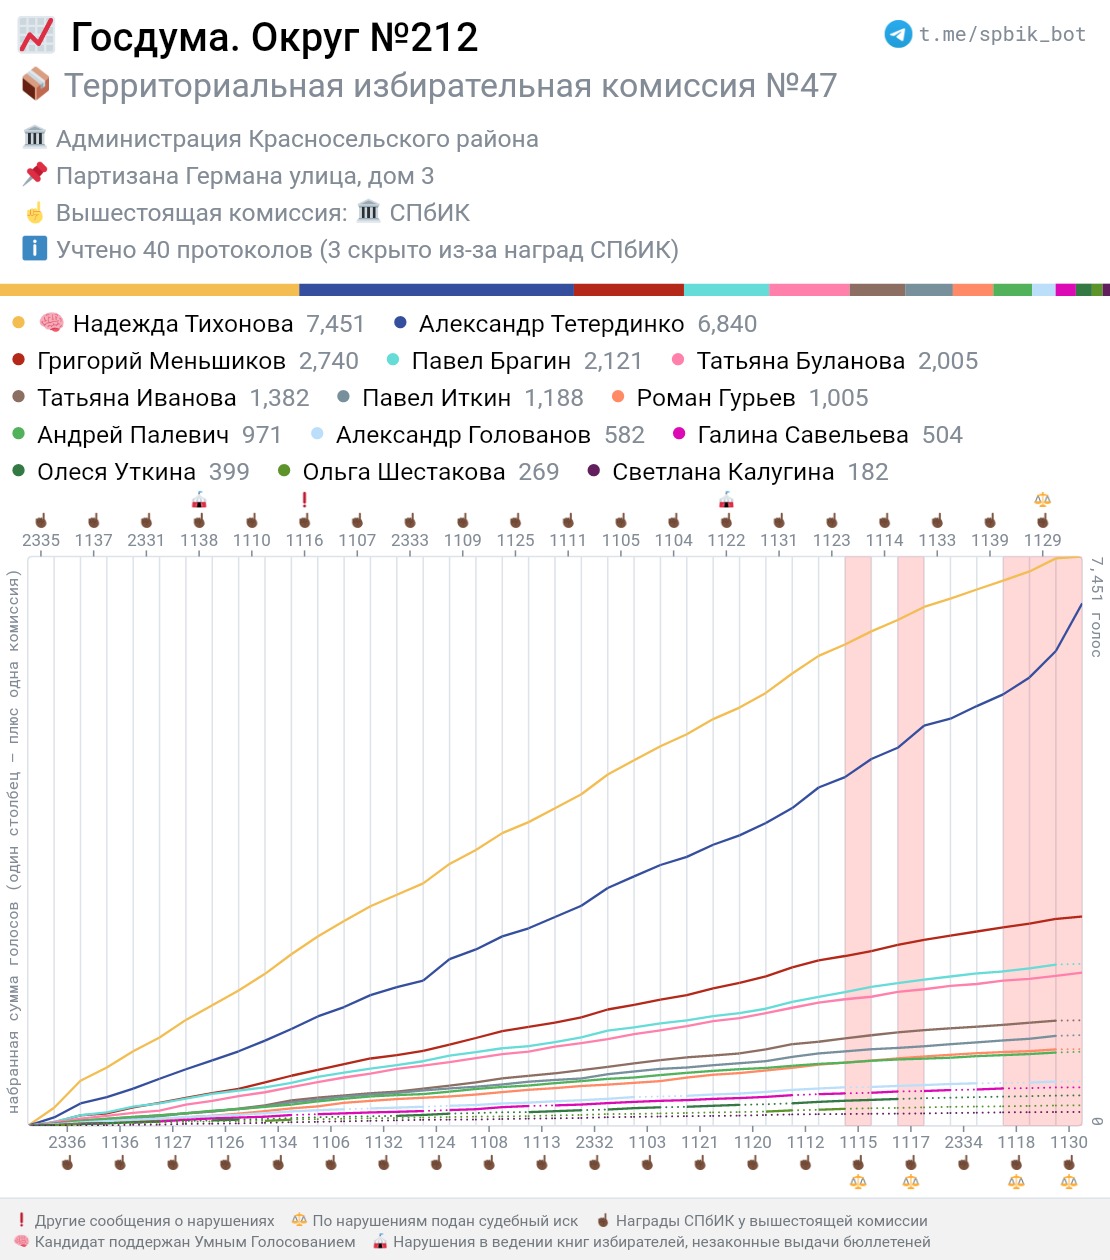 Госдума. Округ №212
t.me/spbik_bot
Территориальная избирательная комиссия №47
Администрация Красносельского района
Партизана Германа улица, дом 3
Вышестоящая комиссия: СПбИК
Учтено 40 протоколов (3 скрыто из-за наград СПбИК)
Надежда Тихонова 7,451 Александр Тетердинко 6,840
Григорий Меньшиков 2,740 Павел Брагин 2,121 Татьяна Буланова 2,005
Татьяна Иванова 1,382 Павел Иткин 1,188 Роман Гурьев 1,005
Андрей Палевич 971 Александр Голованов 582 Галина Савельева 504
Олеся Уткина 399 Ольга Шестакова 269 Светлана Калугина 182
2335 1137 2331 1138 1110 1116 1107 2333 1109 1125 1111 1105 1104 1122 1131 1123 1114 1133 1139 1129
набранная сумма голосов (один столбец — плюс одна комиссия)
7,451 голос
0
2336 1136 1127 1126 1134 1106 1132 1124 1108 1113 2332 1103 1121 1120 1112 1115 1117 2334 1118 1130
Другие сообщения о нарушениях По нарушениям подан судебный иск Награды СПбИК у вышестоящей комиссии
Кандидат поддержан Умным Голосованием Нарушения в ведении книг избирателей, незаконные выдачи бюллетеней